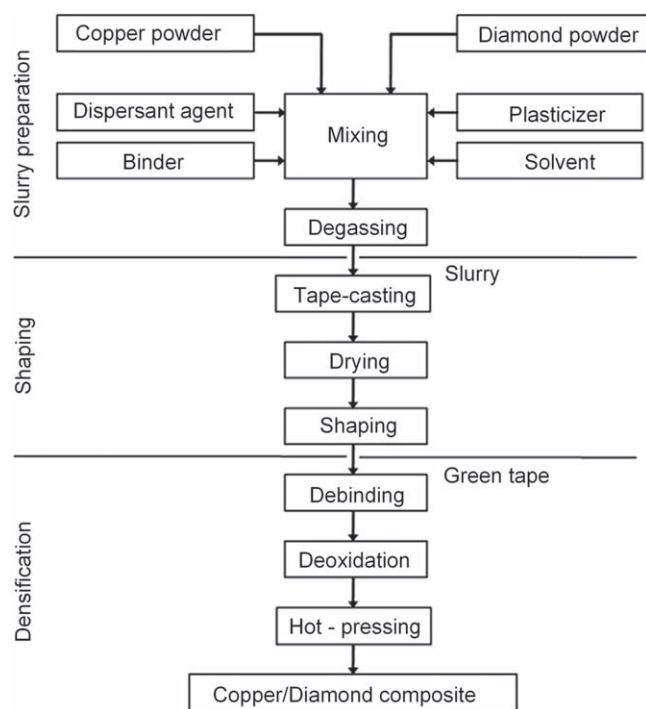 Copper powder
Diamond powder
Dispersant agent
Mixing
Plasticizer
Binder
Solvent
Slurry preparation
Degassing
Slurry
Tape-casting
Drying
Shaping
Shaping
Green tape
Debinding
Deoxidation
Densification
Hot - pressing
Copper/Diamond composite